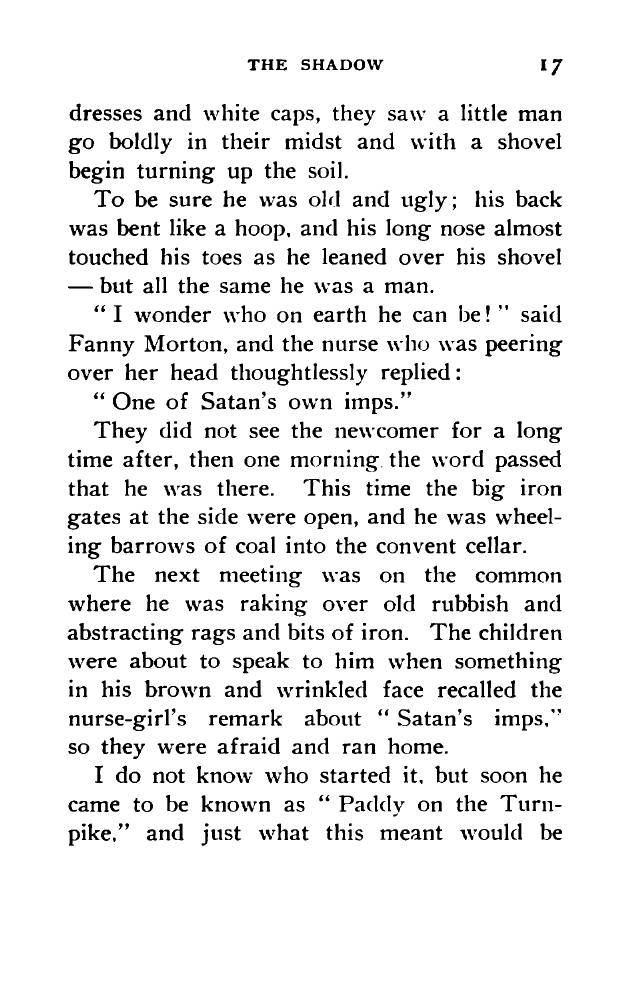 THE SHADOW 17
dresses and white caps, they saw a little man
go boldly in their midst and with a shovel
begin turning up the soil.
To be sure he was old and ugly; his back
was bent like a hoop, and his long nose almost
touched his toes as he leaned over his shovel
— but all the same he was a man.
“ I wonder who on earth he can be! ” said
Fanny Morton, and the nurse who was peering
over her head thoughtlessly replied:
“ One of Satan’s own imps.”
They did not see the newcomer for a long
time after, then one morning the word passed
that he was there. This time the big iron
gates at the side were open, and he was wheel-
ing barrows of coal into the convent cellar.
The next meeting was on the common
where he was raking over old rubbish and
abstracting rags and bits of iron. The children
were about to speak to him when something
in his brown and wrinkled face recalled the
nurse-girl’s remark about “ Satan’s imps,”
so they were afraid and ran home.
I do not know who started it, but soon he
came to be known as “ Paddy on the Turn-
pike,” and just what this meant would be